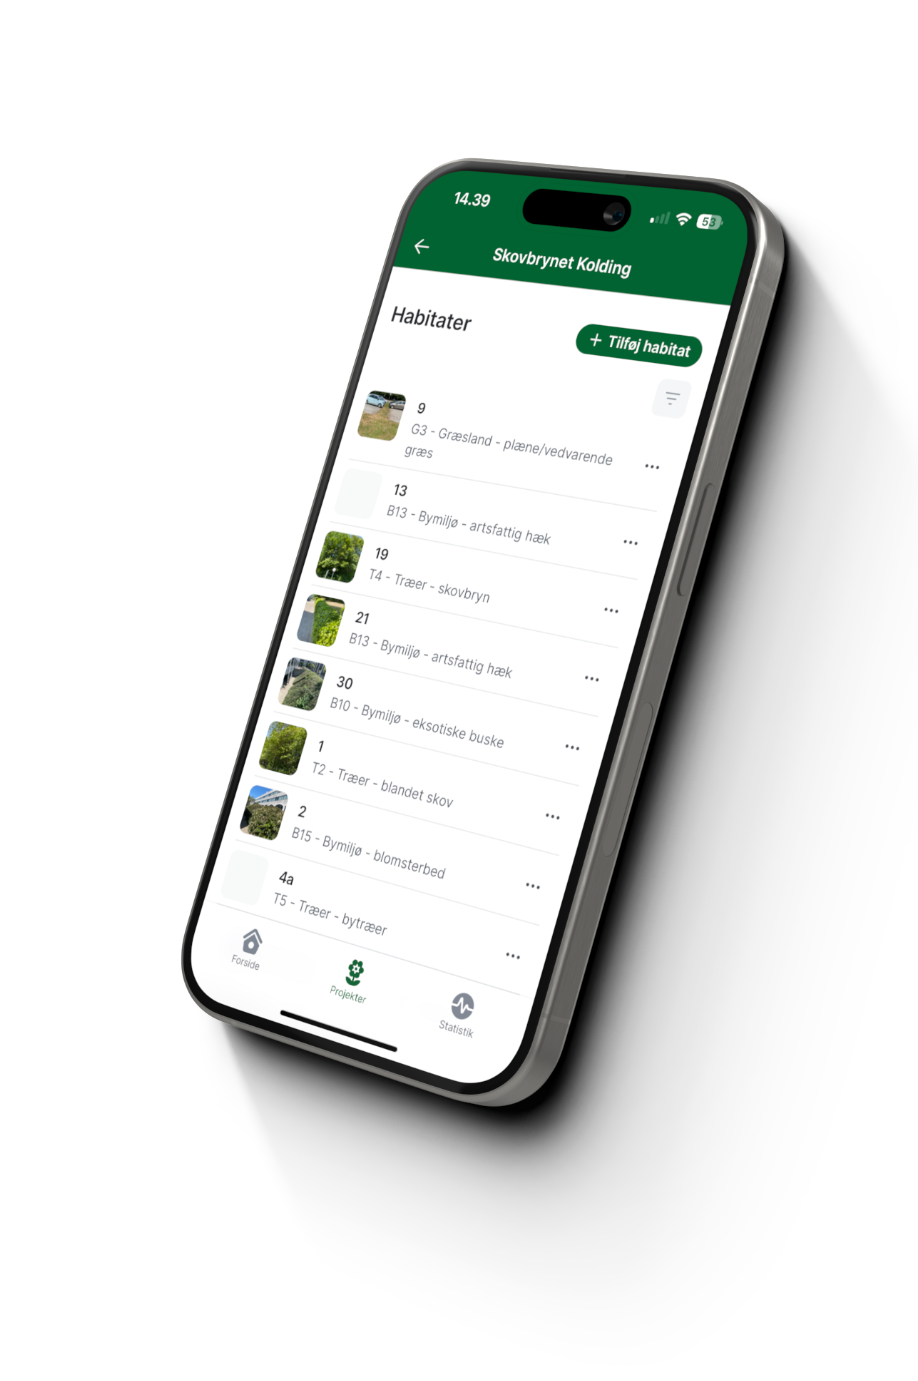 14.39
53
Skovbrynet Kolding
Habitater
+ Tilføj habitat
9
G3 - Græsland - plæne/vedvarende
græs
13
B13 - Bymiljø - artsfattig hæk
19
T4 - Træer - skovbryn
21
B13 - Bymiljø - artsfattig hæk
30
B10 - Bymiljø - eksotiske buske
1
T2 - Træer - blandet skov
2
B15 - Bymiljø - blomsterbed
4a
T5 - Træer - bytræer
Forside
Projekter
Statistik